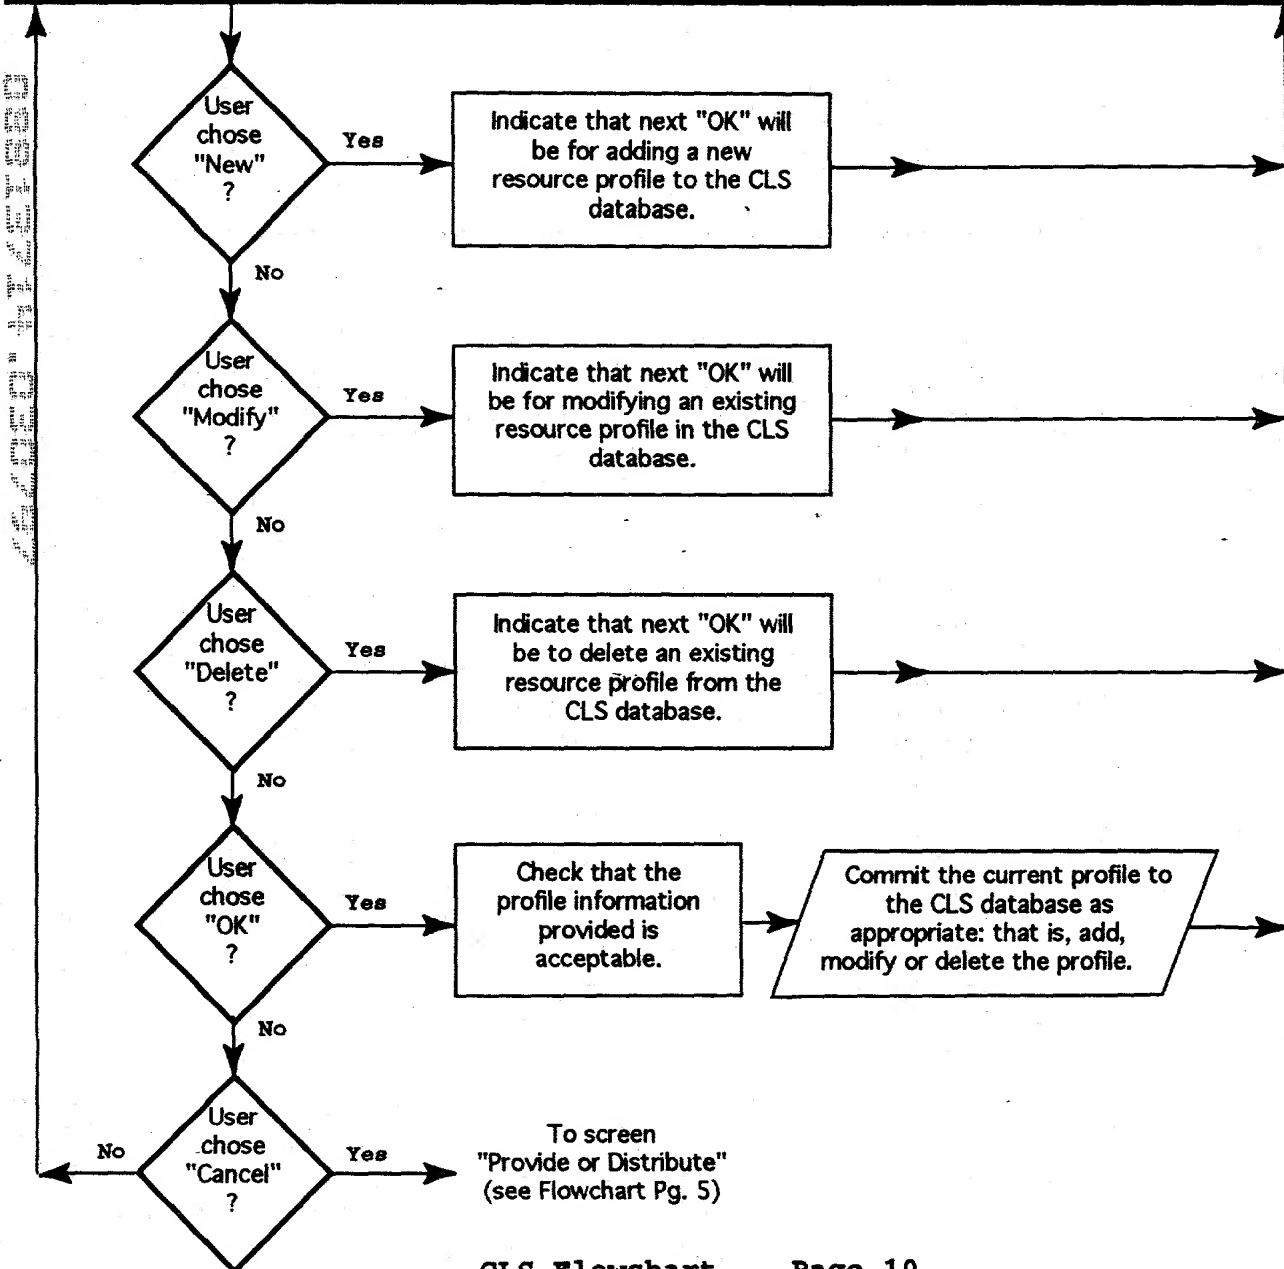 User
chose
"New"
?
Yes
Indicate that next "OK" will
be for adding a new
resource profile to the CLS
database.
No
User
chose
"Modify"
?
Yes
Indicate that next "OK" will
be for modifying an existing
resource profile in the CLS
database.
No
User
chose
"Delete"
?
Yes
Indicate that next "OK" will
be to delete an existing
resource profile from the
CLS database.
No
User
chose
"OK"
?
Yes
Check that the
profile information
provided is
acceptable.
Commit the current profile to
the CLS database as
appropriate: that is, add,
modify or delete the profile.
No
User
chose
"Cancel"
?
No
Yes
To screen
"Provide or Distribute"
(see Flowchart Pg. 5)
CLS Flowchart Page 10